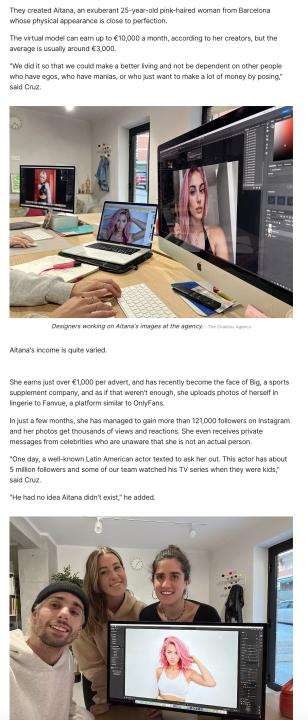 They created Aitana, an exuberant 25-year-old pink-haired woman from Barcelona
whose physical appearance is close to perfection.
The virtual model can earn up to €10,000 a month, according to her creators, but the
average is usually around €3,000.
"We did it so that we could make a better living and not be dependent on other people
who have egos, who have manias, or who just want to make a lot of money by posing,"
said Cruz.
Designers working on Aitana's images at the agency. - The Clueless Agency
Aitana's income is quite varied.
She earns just over €1,000 per advert, and has recently become the face of Big, a sports
supplement company, and as if that weren't enough, she uploads photos of herself in
lingerie to Fanvue, a platform similar to OnlyFans.
In just a few months, she has managed to gain more than 121,000 followers on Instagram
and her photos get thousands of views and reactions. She even receives private
messages from celebrities who are unaware that she is not an actual person.
"One day, a well-known Latin American actor texted to ask her out. This actor has about
5 million followers and some of our team watched his TV series when they were kids,"
said Cruz.
"He had no idea Aitana didn't exist," he added.